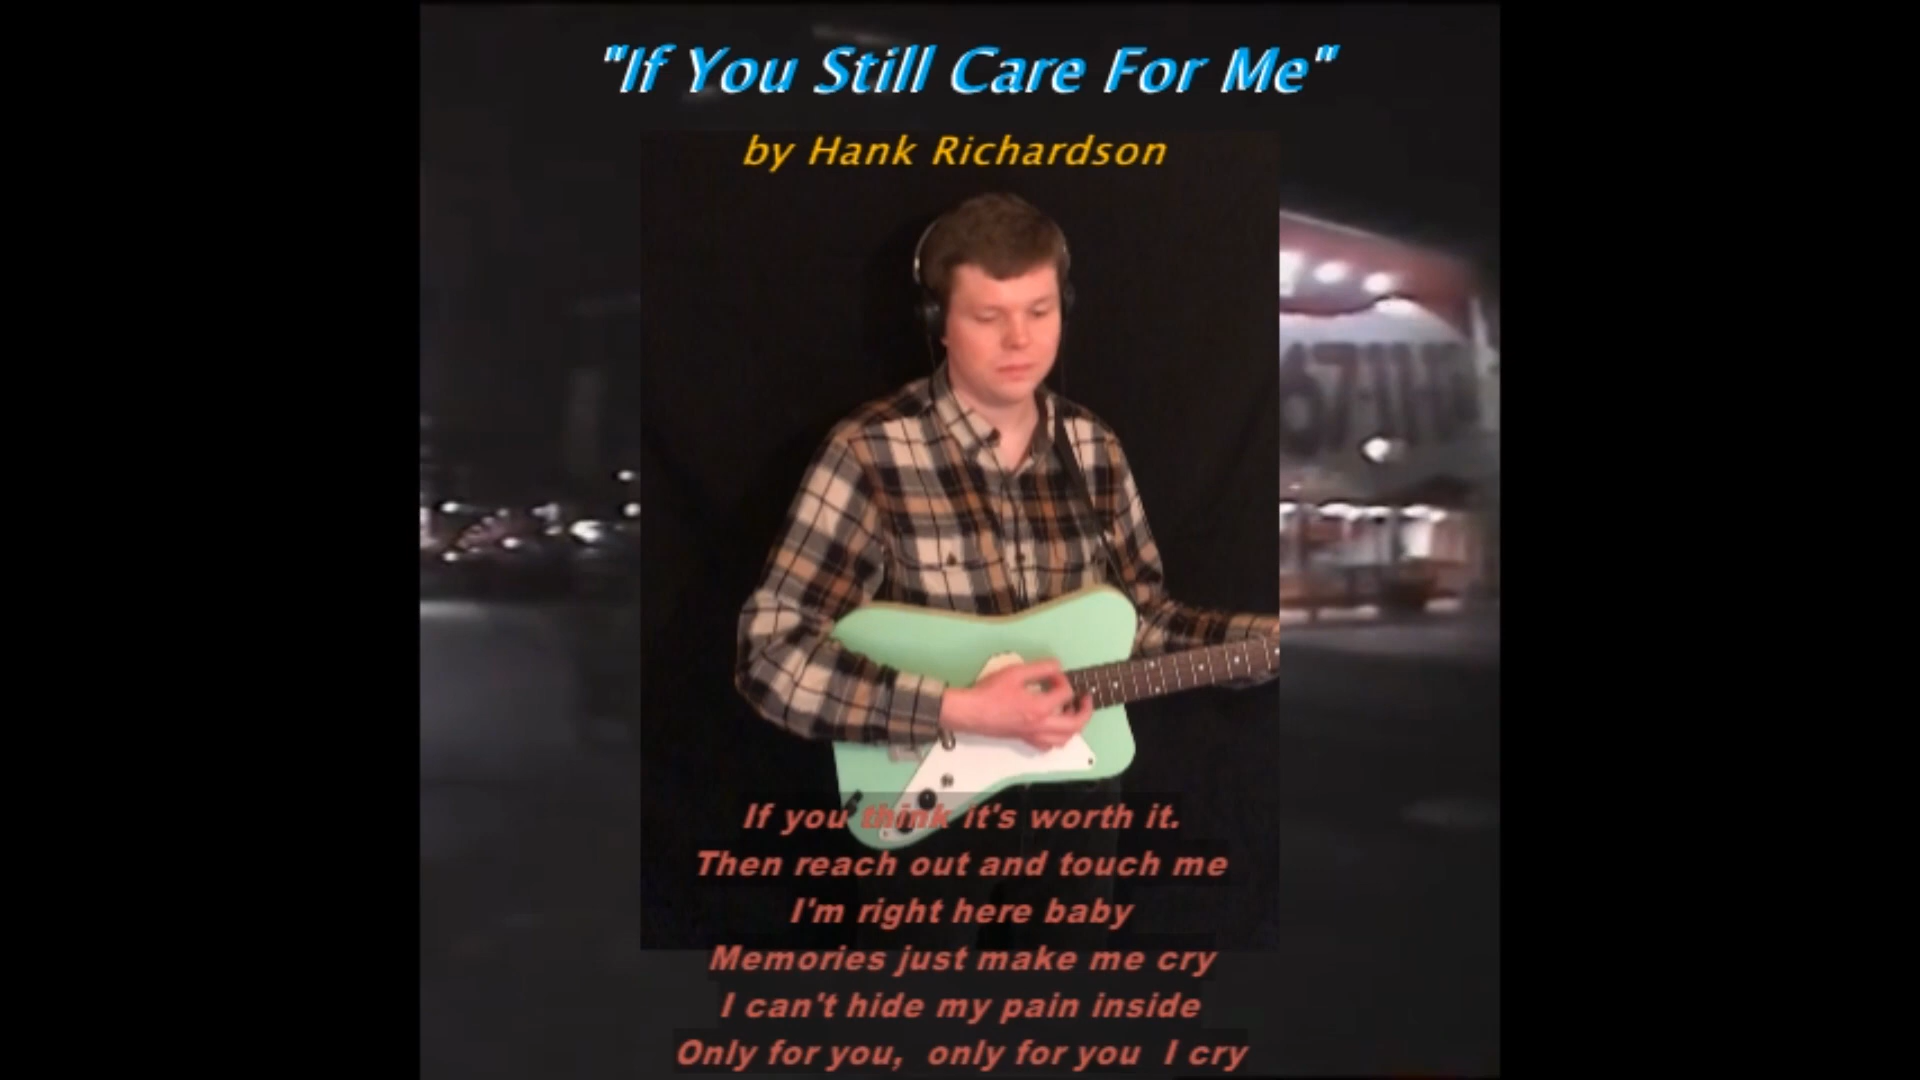 "If You Still Care For Me"
by Hank Richardson
If you think it's worth it.
Then reach out and touch me
I'm right here baby
Memories just make me cry
I can't hide my pain inside
Only for you, only for you I cry